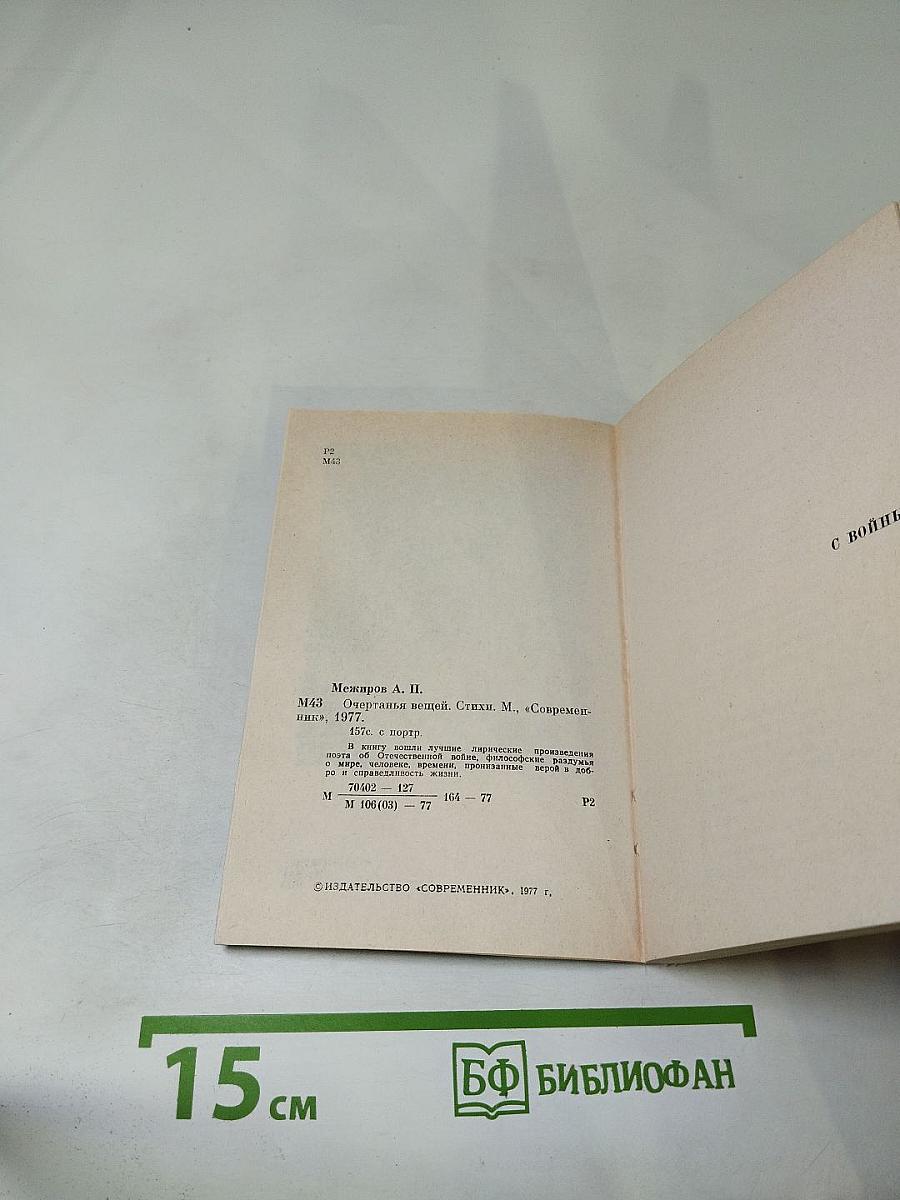 Р2
М43
Межиров А. П.
М43 Очертанья вещей. Стихи. М., «Современ-
ник», 1977.
157с. с портр.
В книгу вошли лучшие лирические произведения
поэта об Отечественной войне, философские раздумья
о мире, человеке, времени, пронизанные верой в доб-
ро и справедливость жизни.
70402 — 127
М 164 — 77
М 106(03) — 77
Р2
© ИЗДАТЕЛЬСТВО «СОВРЕМЕННИК», 1977 г,
С ВОЙНЫ
15 см
БФ БИБЛИОФАН